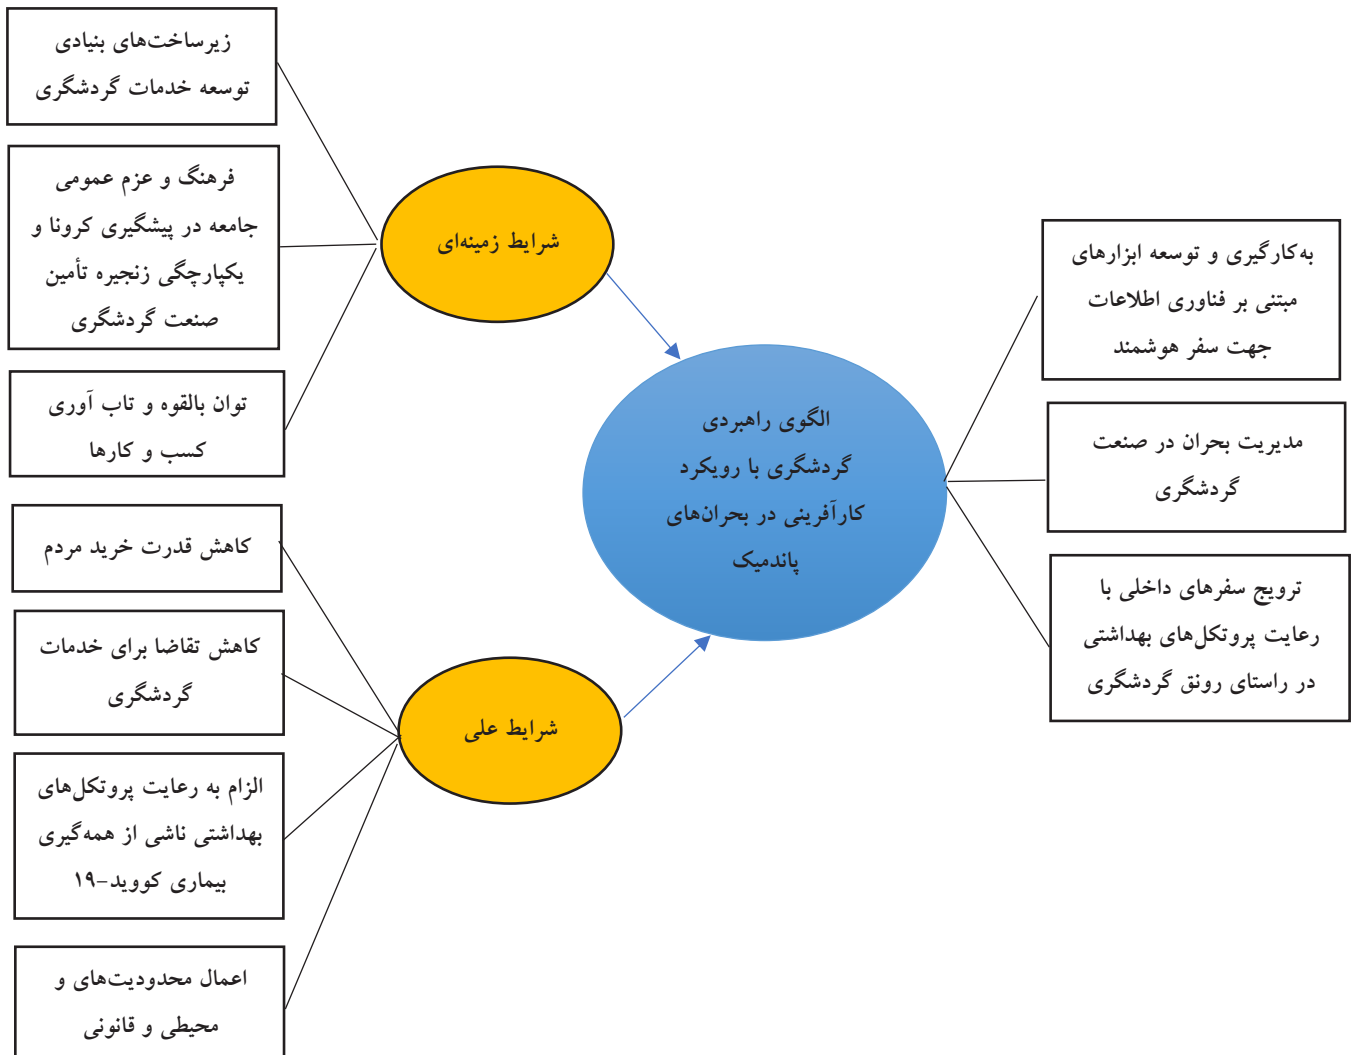 زیرساخت‌های بنیادی
توسعه خدمات گردشگری
فرهنگ و عزم عمومی
جامعه در پیشگیری کرونا و
یکپارچگی زنجیره تأمین
صنعت گردشگری
توان بالقوه و تاب آوری
کسب و کارها
شرایط زمینه‌ای
کاهش قدرت خرید مردم
کاهش تقاضا برای خدمات
گردشگری
الزام به رعایت پروتکل‌های
بهداشتی ناشی از همه‌گیری
بیماری کووید-۱۹
اعمال محدودیت‌های و
محیطی و قانونی
شرایط علی
الگوی راهبردی
گردشگری با رویکرد
کارآفرینی در بحران‌های
پاندمیک
به‌کارگیری و توسعه ابزارهای
مبتنی بر فناوری اطلاعات
جهت سفر هوشمند
مدیریت بحران در صنعت
گردشگری
ترویج سفرهای داخلی با
رعایت پروتکل‌های بهداشتی
در راستای رونق گردشگری